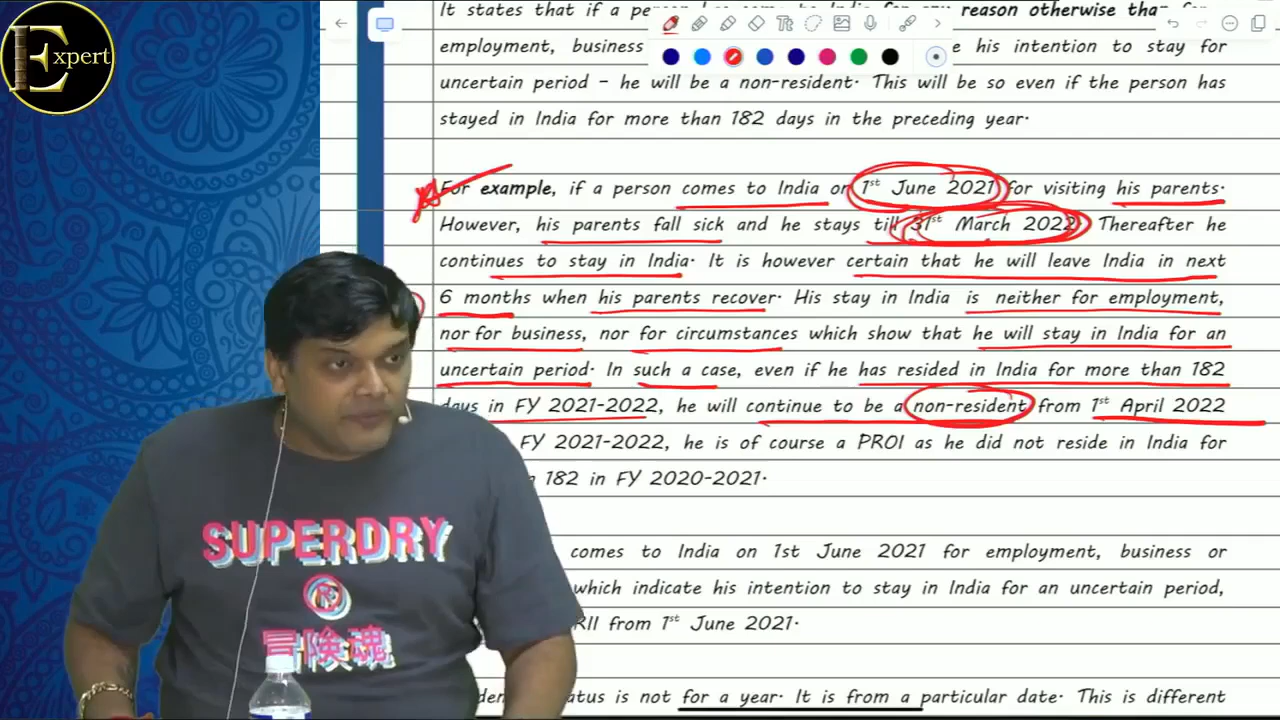 Expert
It states that if a
reason otherwise than
employment, business his intention to stay for
uncertain period – he will be a non-resident. This will be so even if the person has
stayed in India for more than 182 days in the preceding year.
For example, if a person comes to India on 1st June 2021 for visiting his parents.
However, his parents fall sick and he stays till 31st March 2022. Thereafter he
continues to stay in India. It is however certain that he will leave India in next
6 months when his parents recover. His stay in India is neither for employment,
nor for business, nor for circumstances which show that he will stay in India for an
uncertain period. In such a case, even if he has resided in India for more than 182
days in FY 2021-2022, he will continue to be a non-resident from 1st April 2022
FY 2021-2022, he is of course a PROI as he did not reside in India for
182 in FY 2020-2021.
comes to India on 1st June 2021 for employment, business or
which indicate his intention to stay in India for an uncertain period,
from 1st June 2021.
is not for a year. It is from a particular date. This is different
SUPERDRY
®
冒険魂